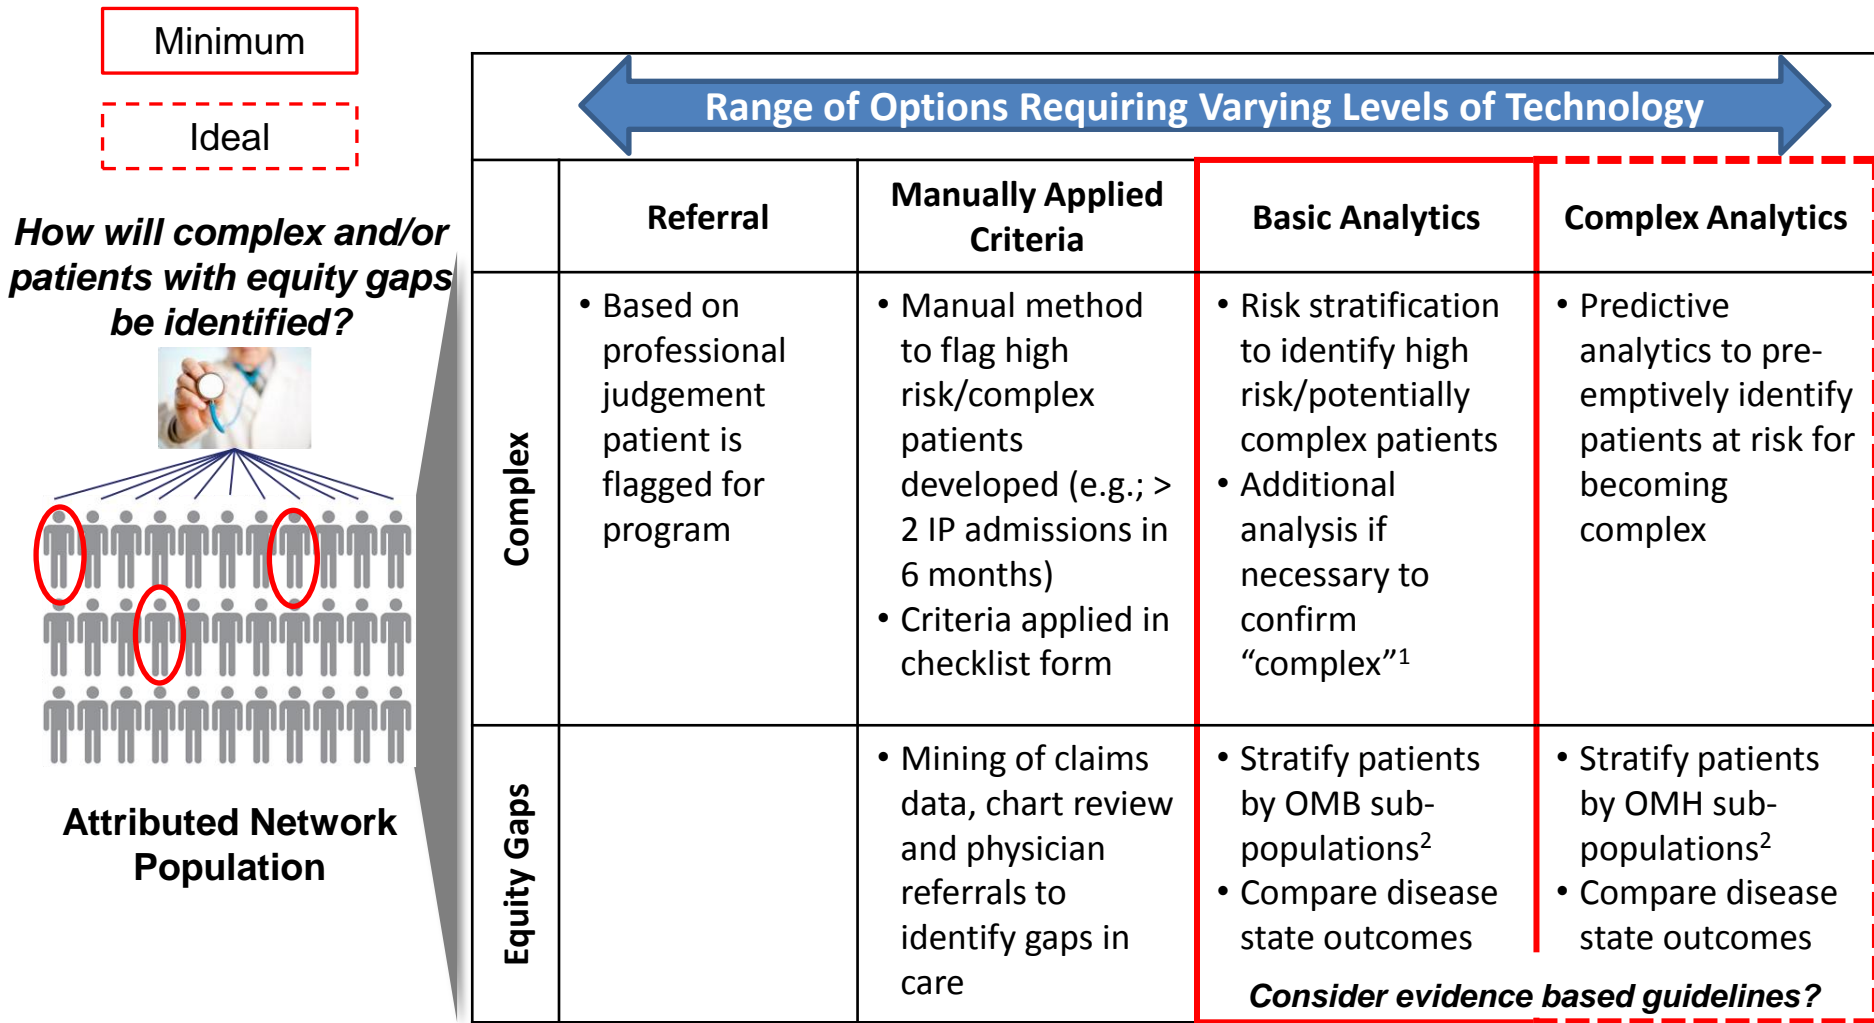 Minimum
Ideal
How will complex and/or
patients with equity gaps
be identified?
Attributed Network
Population
Range of Options Requiring Varying Levels of Technology
Referral
Manually Applied
Criteria
Basic Analytics
Complex Analytics
Complex
• Based on
professional
judgement
patient is
flagged for
program
• Manual method
to flag high
risk/complex
patients
developed (e.g.; >
2 IP admissions in
6 months)
• Criteria applied in
checklist form
• Risk stratification
to identify high
risk/potentially
complex patients
• Additional
analysis if
necessary to
confirm
“complex”1
• Predictive
analytics to pre-
emptively identify
patients at risk for
becoming
complex
Equity Gaps
• Mining of claims
data, chart review
and physician
referrals to
identify gaps in
care
• Stratify patients
by OMB sub-
populations2
• Compare disease
state outcomes
• Stratify patients
by OMH sub-
populations2
• Compare disease
state outcomes
Consider evidence based guidelines?